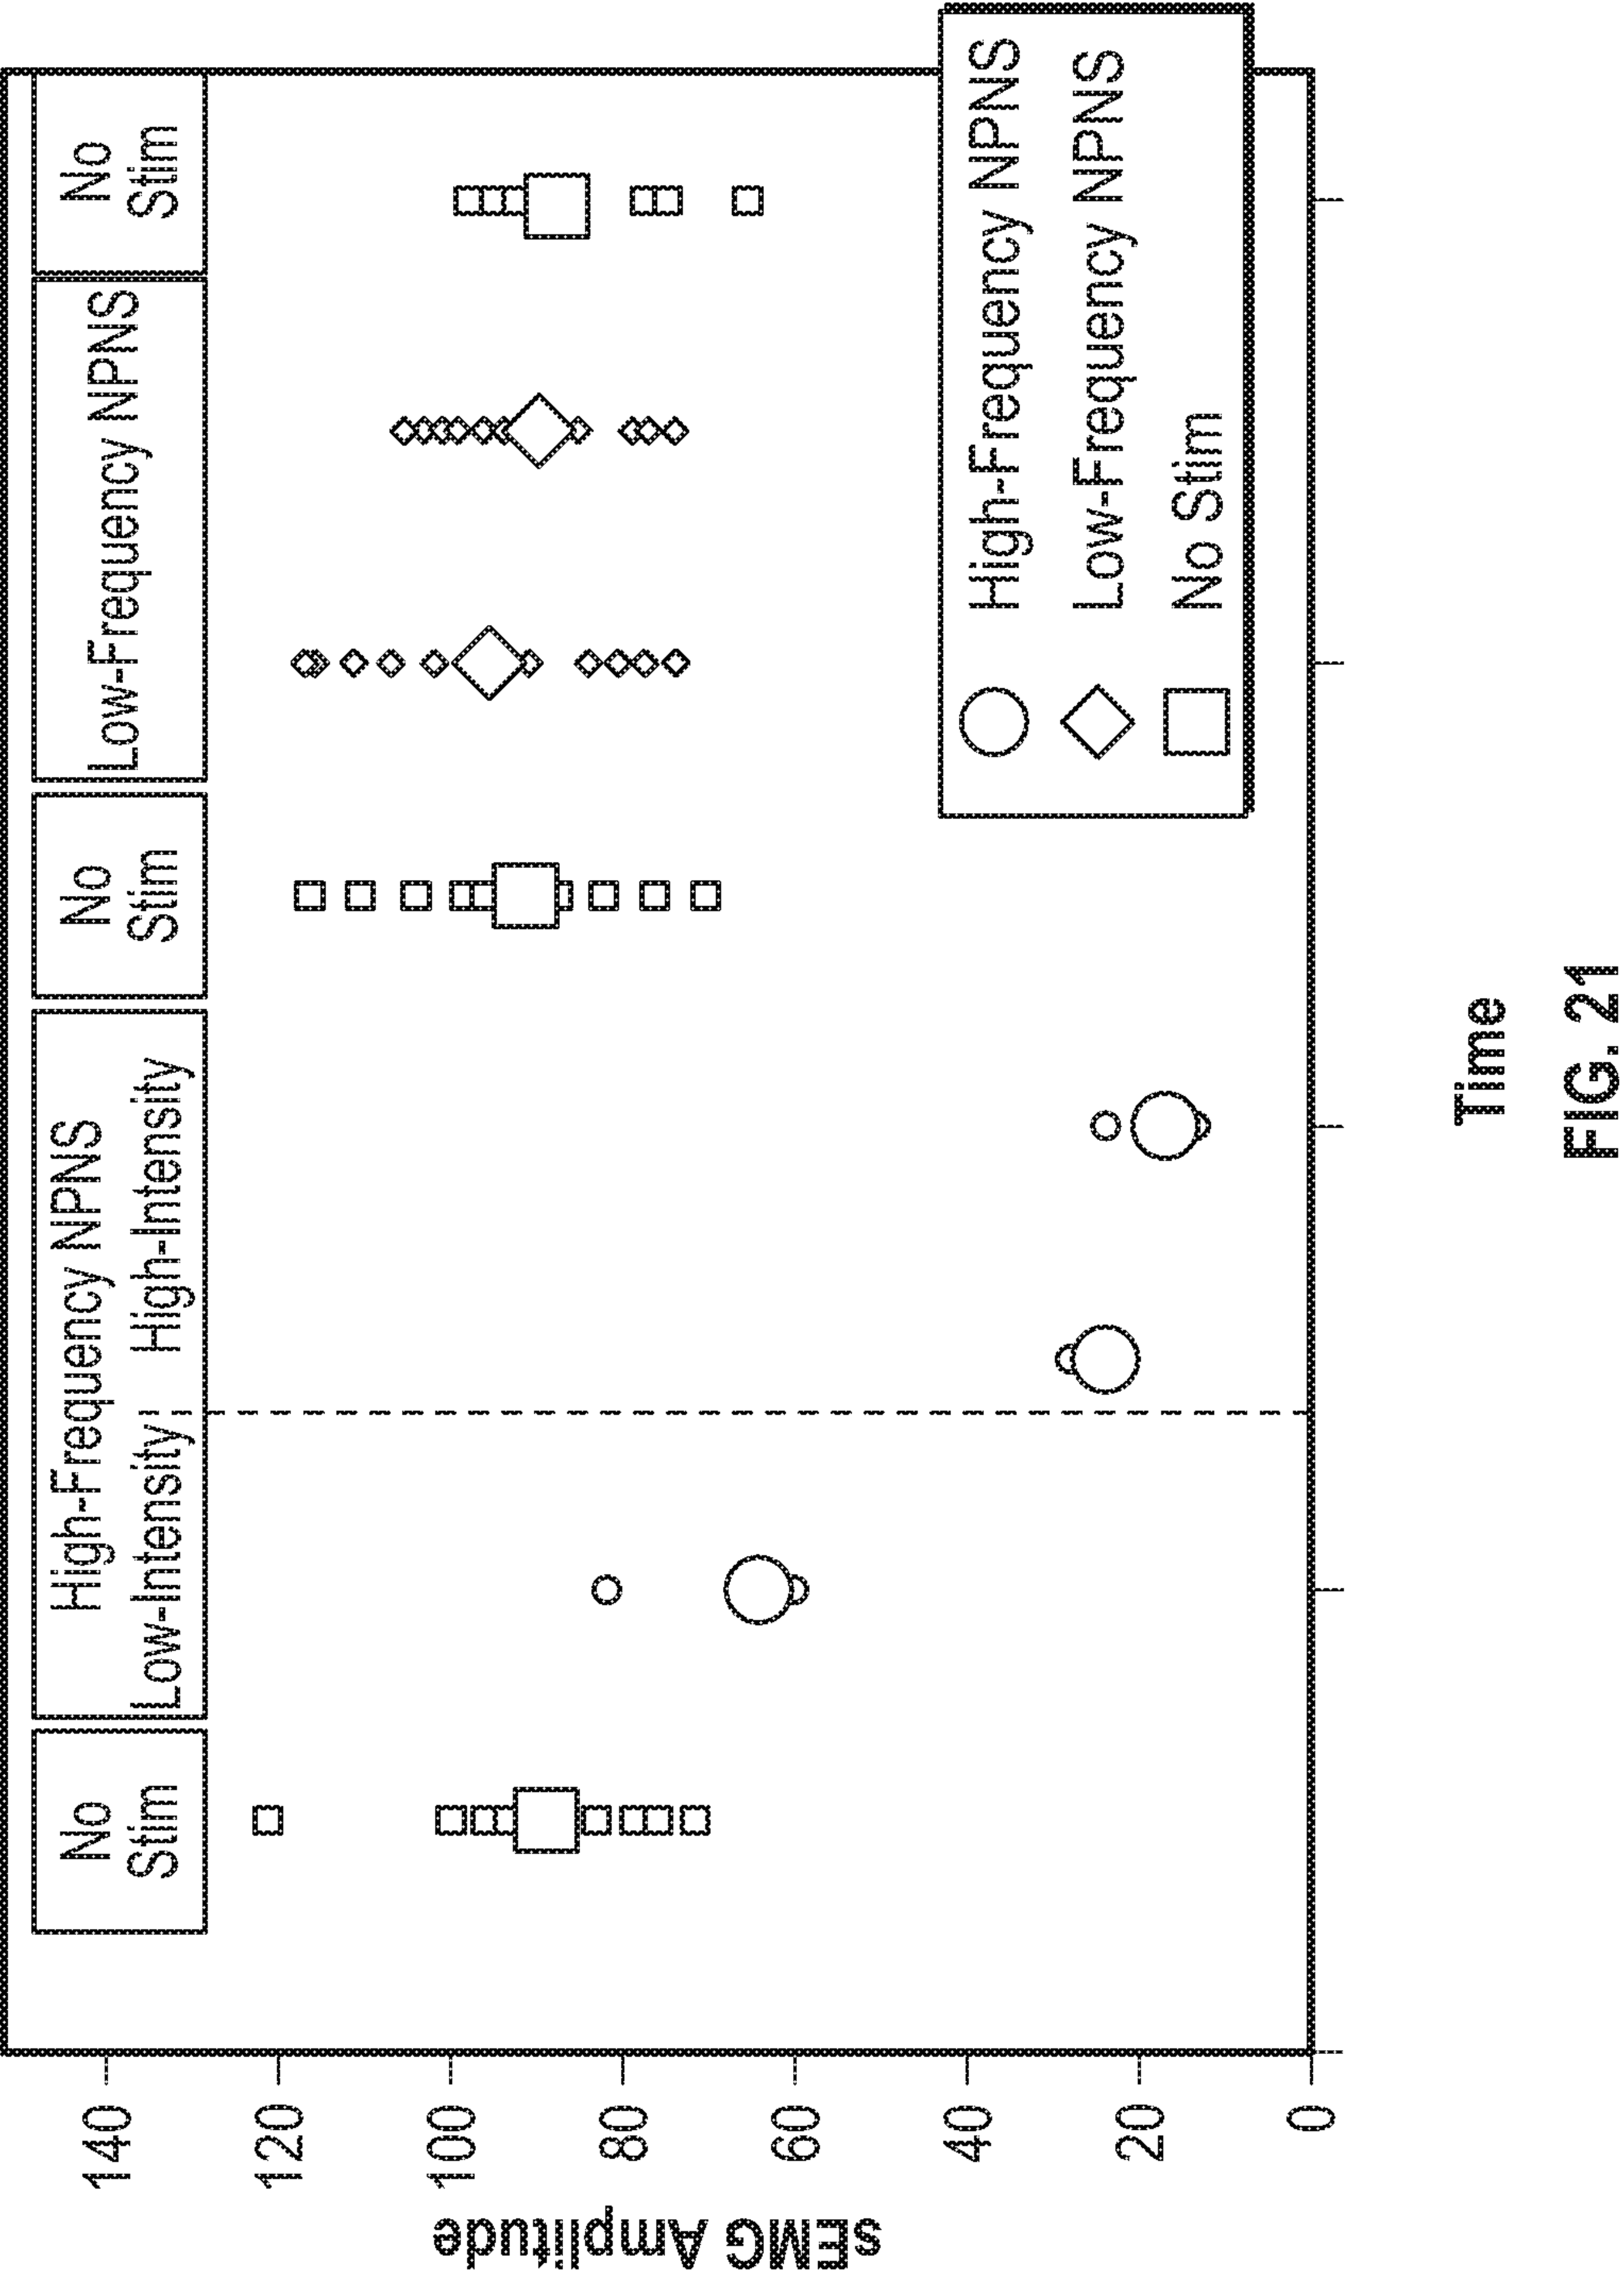 No
Stim
High-Frequency NPNS
Low-Intensity High-Intensity
No
Stim
Low-Frequency NPNS
No
Stim
sEMG Amplitude
140
120
100
80
60
40
20
0
High-Frequency NPNS
Low-Frequency NPNS
No Stim
Time
FIG. 21